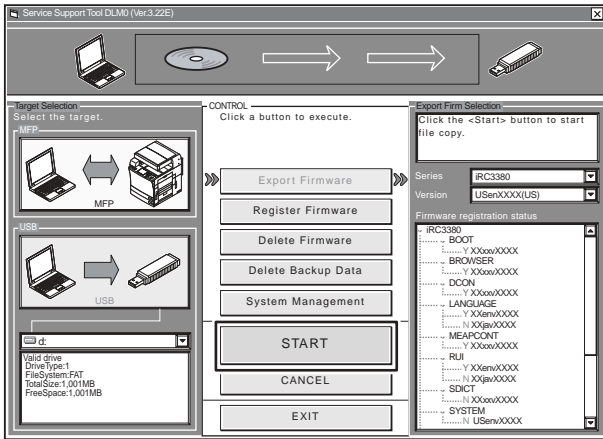 Service Support Tool DLM0 (Ver.3.22E)
Target Selection
Select the target.
MFP
MFP
USB
USB
d:
Valid drive
DriveType:1
FileSystem:FAT
TotalSize:1,001MB
FreeSpace:1,001MB
CONTROL
Click a button to execute.
Export Firmware
Register Firmware
Delete Firmware
Delete Backup Data
System Management
START
CANCEL
EXIT
Export Firm Selection
Click the <Start> button to start
file copy.
Series iRC3380
Version USenXXXX(US)
Firmware registration status
iRC3380
BOOT
Y XXxxvXXXX
BROWSER
Y XXxxvXXXX
DCON
Y XXxxvXXXX
LANGUAGE
Y XXenvXXXX
N XXjavXXXX
MEAPCONT
Y XXxxvXXXX
RUI
Y XXenvXXXX
N XXjavXXXX
SDICT
N XXxxvXXXX
SYSTEM
N USenvXXXX